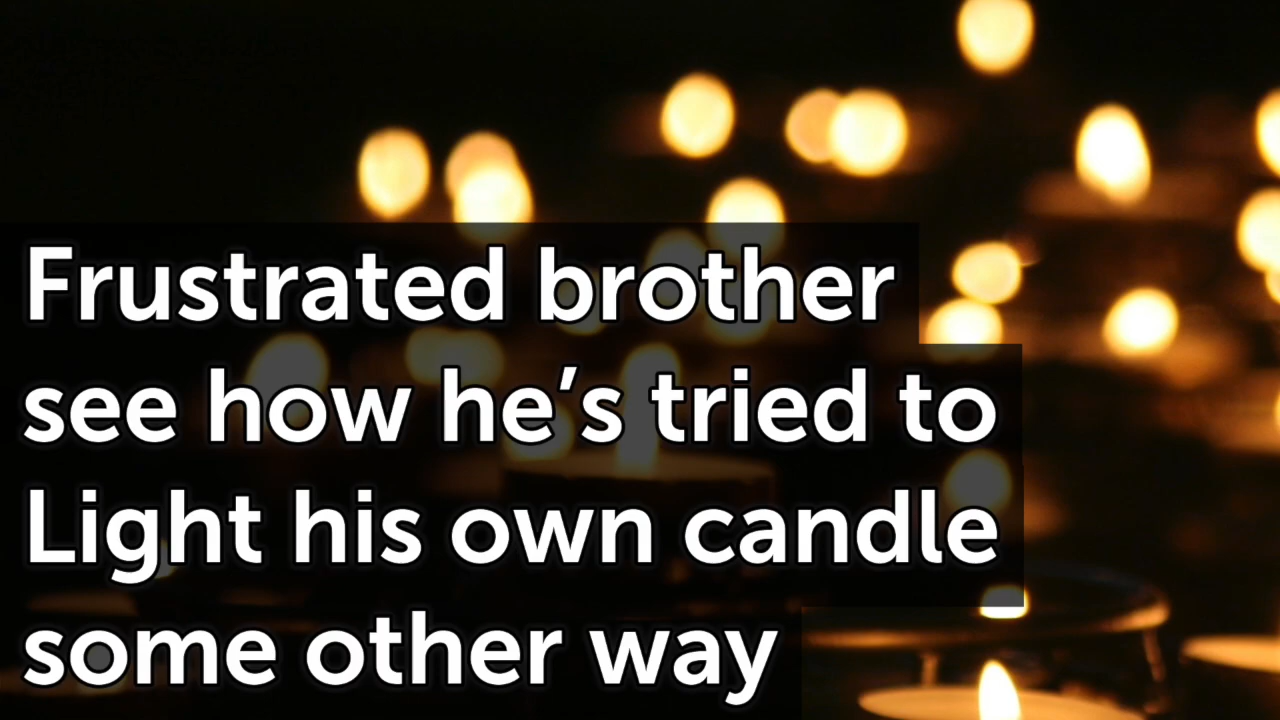 Frustrated brother
see how he’s tried to
Light his own candle
some other way